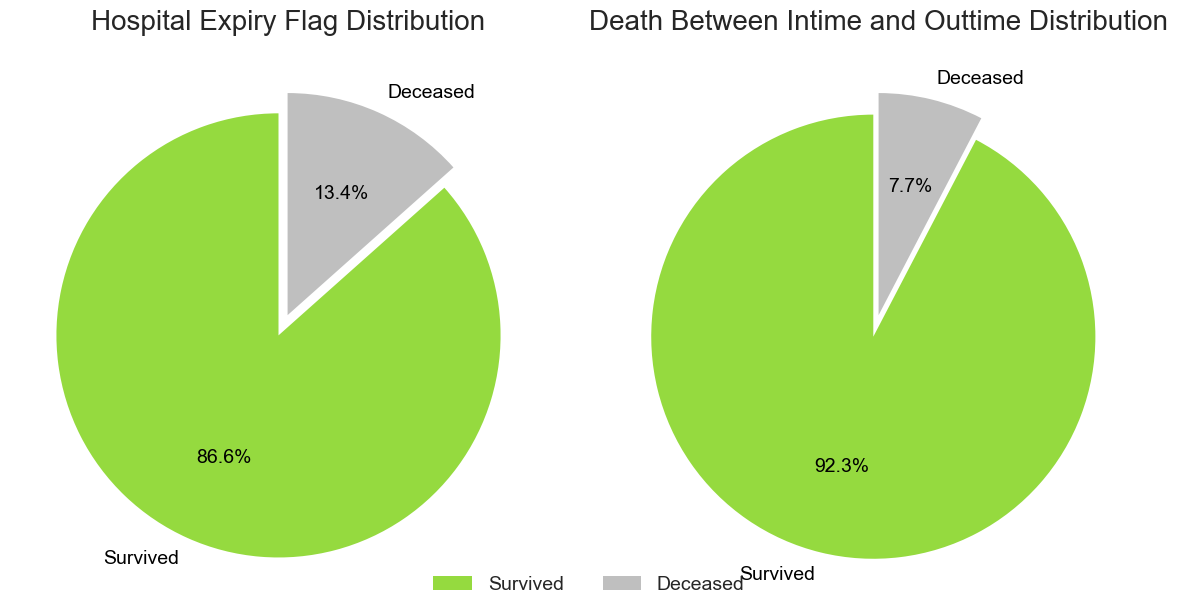 Hospital Expiry Flag Distribution
Deceased
13.4%
86.6%
Survived
Death Between Intime and Outtime Distribution
Deceased
7.7%
92.3%
Survived
Survived
Deceased